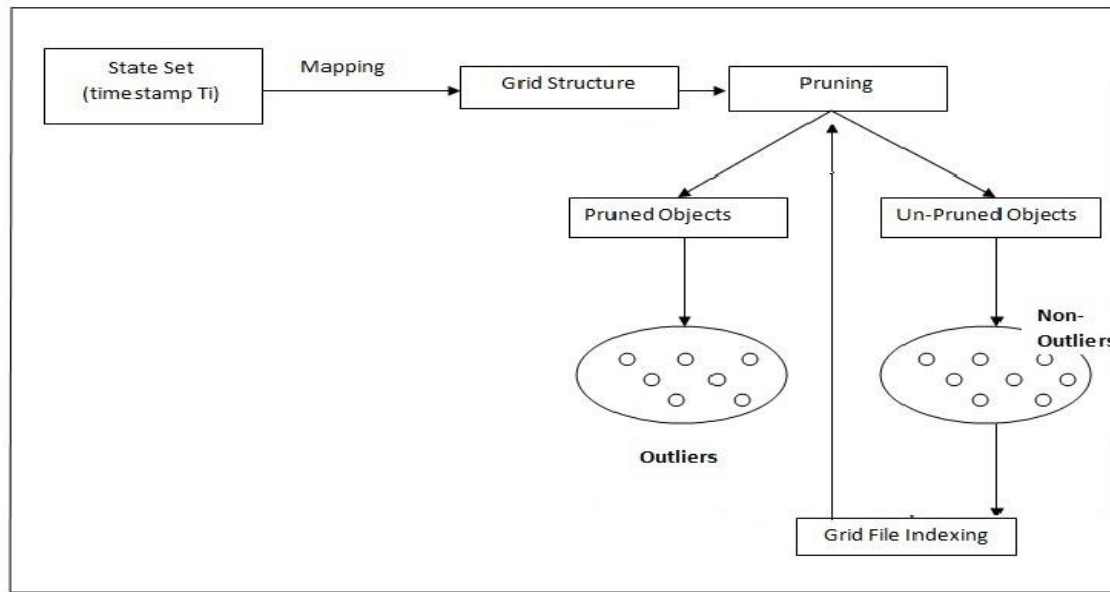 State Set
(timestamp Ti)
Mapping
Grid Structure
Pruning
Pruned Objects
Un-Pruned Objects
Non-
Outliers
Outliers
Grid File Indexing